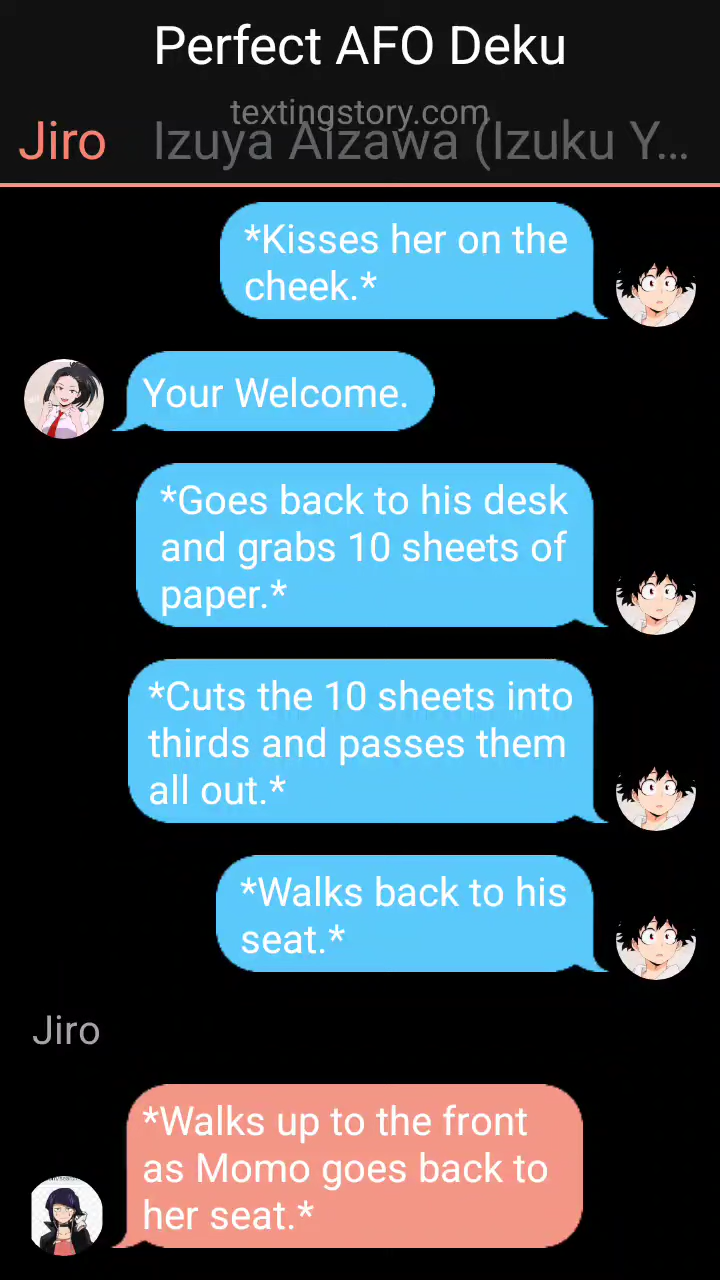 Perfect AFO Deku
textingstory.com
Jiro Izuya Aizawa (Izuku Y...
*Kisses her on the
cheek.*
Your Welcome.
*Goes back to his desk
and grabs 10 sheets of
paper.*
*Cuts the 10 sheets into
thirds and passes them
all out.*
*Walks back to his
seat.*
Jiro
*Walks up to the front
as Momo goes back to
her seat.*